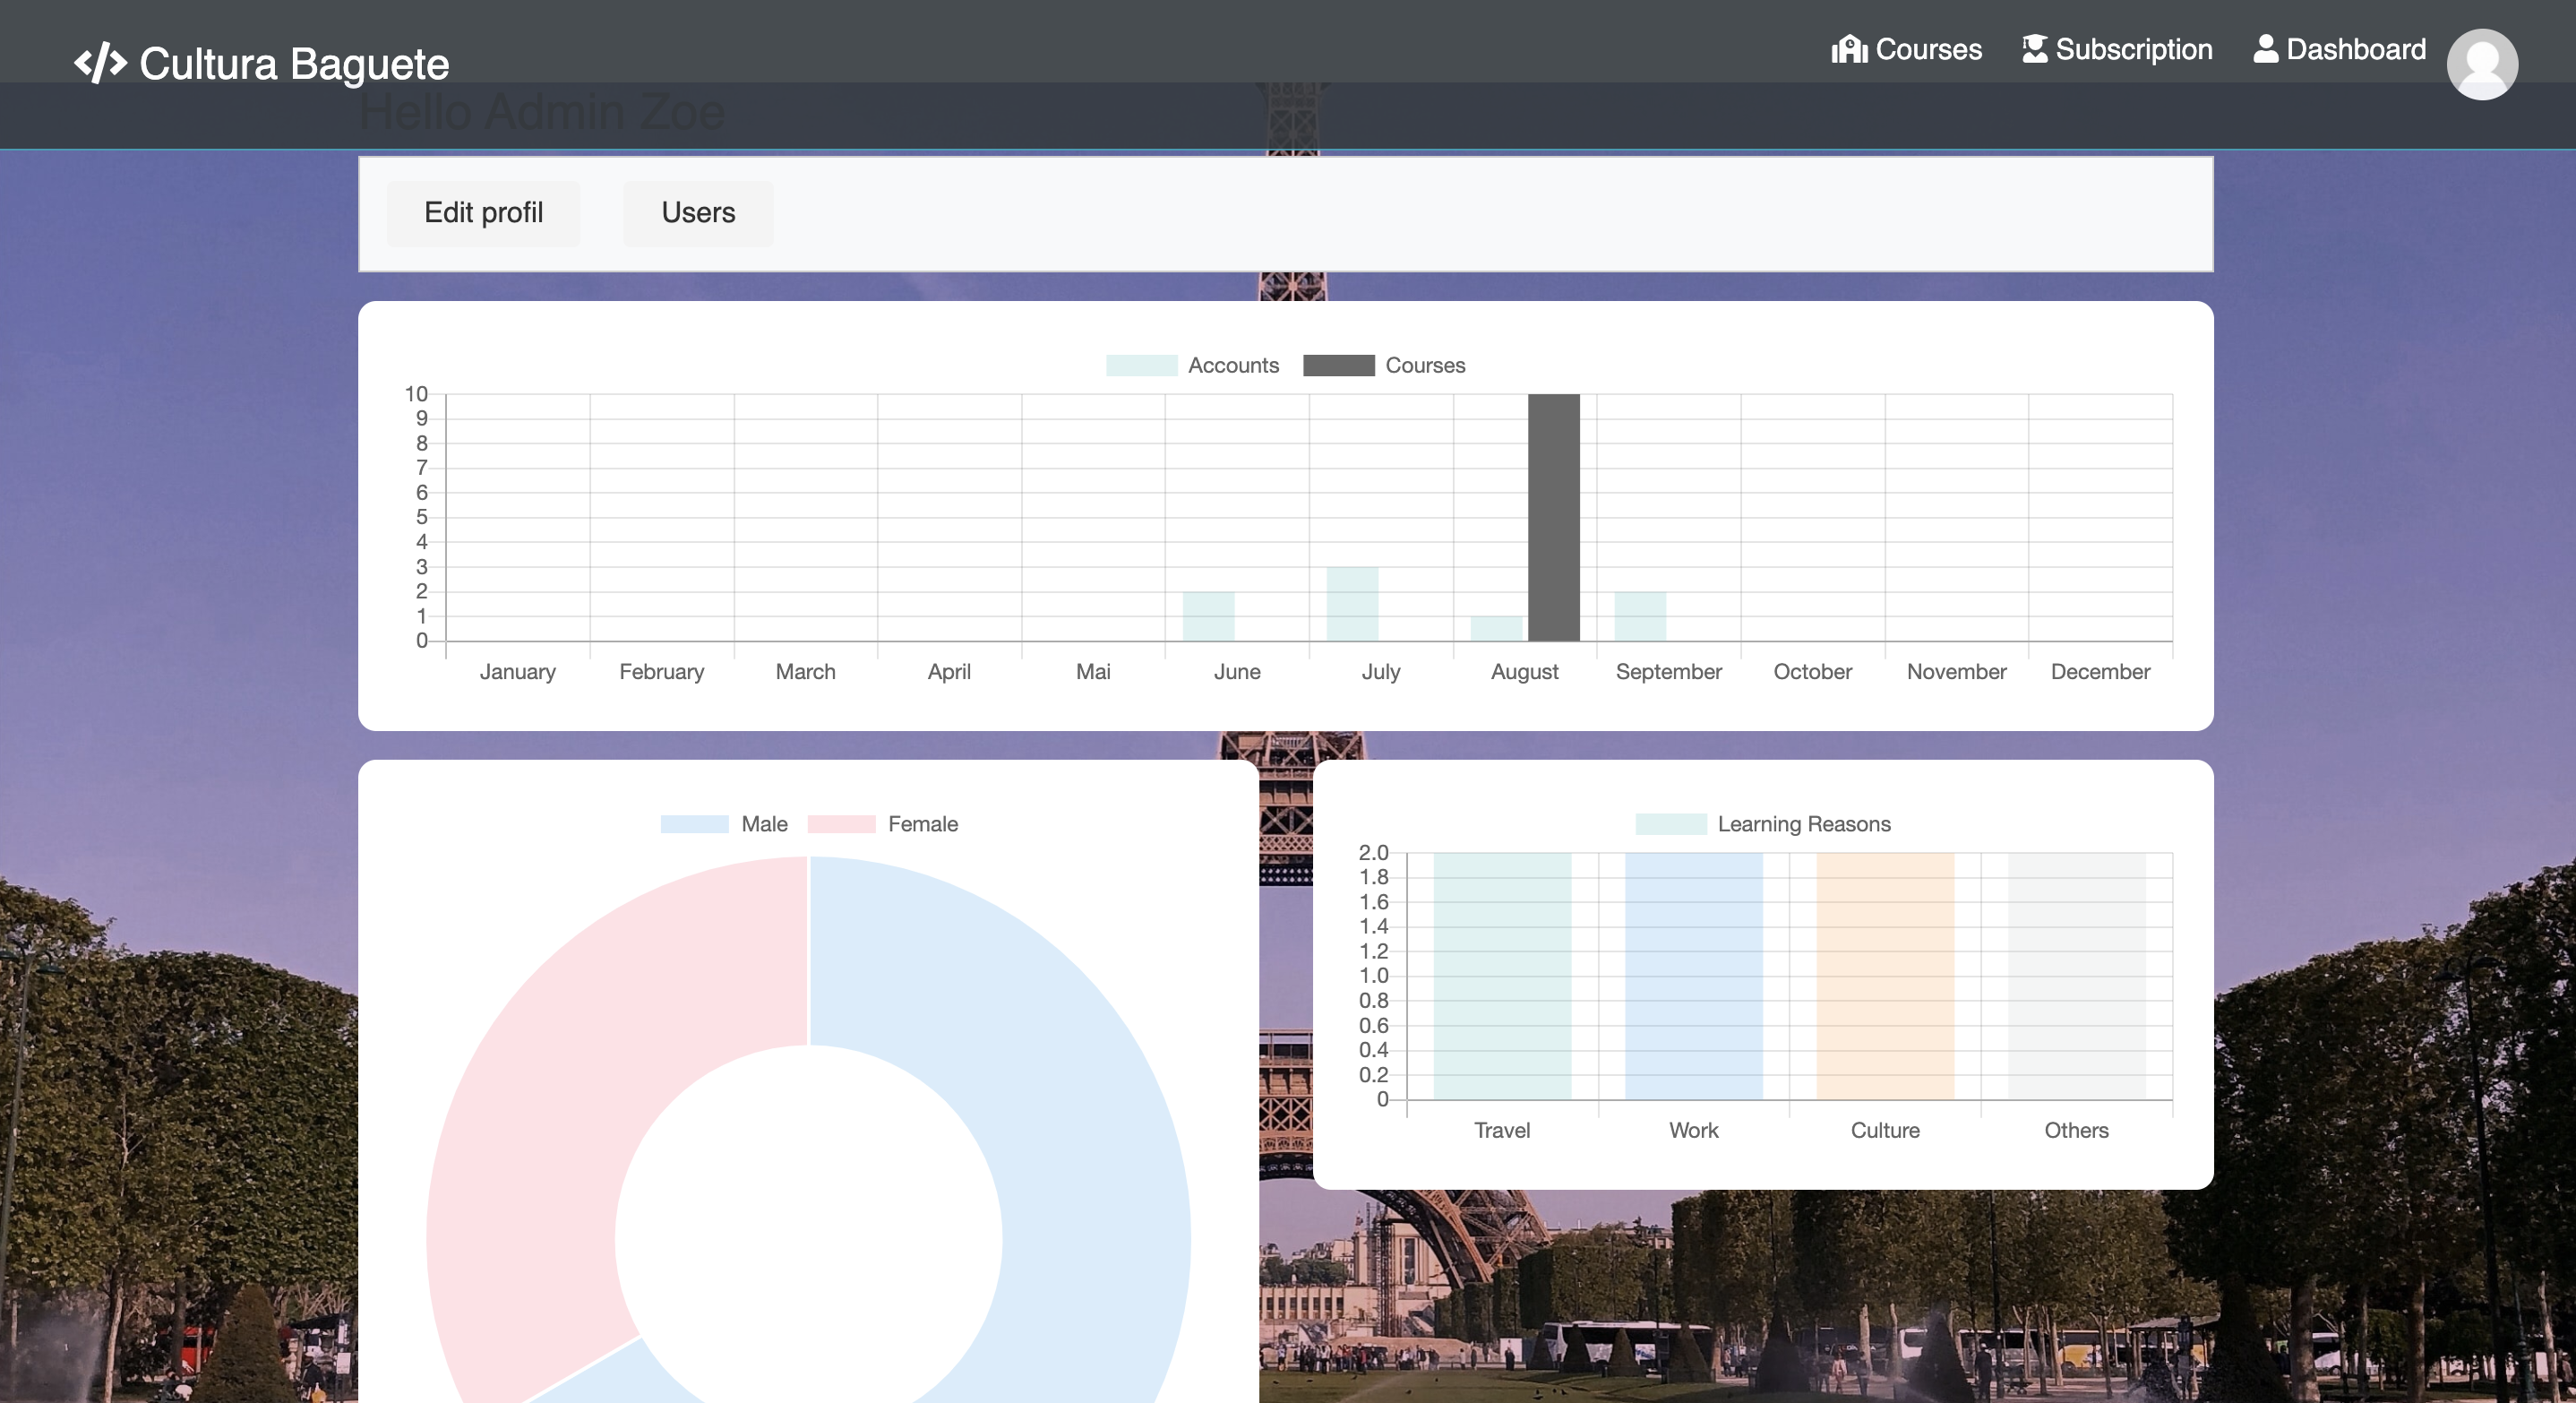 Cultura Baguete
Courses
Subscription
Dashboard
Hello Admin Zoe
Edit profil
Users
Accounts
Courses
10
9
8
7
6
5
4
3
2
1
0
January
February
March
April
Mai
June
July
August
September
October
November
December
Male
Female
Learning Reasons
2.0
1.8
1.6
1.4
1.2
1.0
0.8
0.6
0.4
0.2
0
Travel
Work
Culture
Others